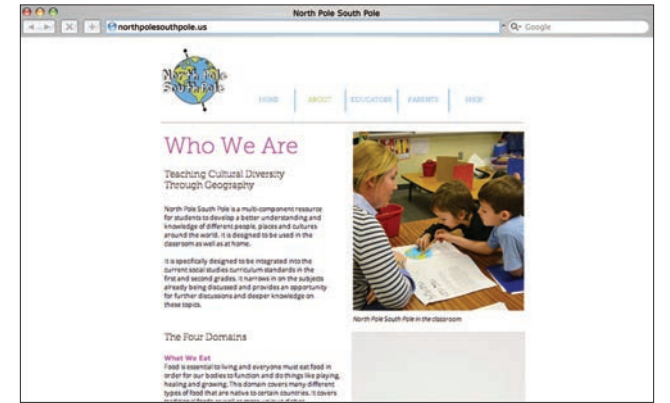 North Pole South Pole
northpolesouthpole.us
Google
North Pole
South Pole
HOME
ABOUT
EDUCATORS
PARENTS
SHOP
Who We Are
Teaching Cultural Diversity
Through Geography
North Pole South Pole is a multi-component resource
for students to develop a better understanding and
knowledge of different people, places and cultures
around the world. It is designed to be used in the
classroom as well as at home.
It is specifically designed to be integrated into the
current social studies curriculum standards in the
first and second grades. It narrows in on the subjects
already being discussed and provides an opportunity
for further discussions and deeper knowledge on
these topics.
North Pole South Pole in the classroom
The Four Domains
What We Eat
Food is essential to living and everyone must eat food in
order for our bodies to function and do things like playing,
healing and growing. This domain covers many different
types of food that are native to certain countries. It covers